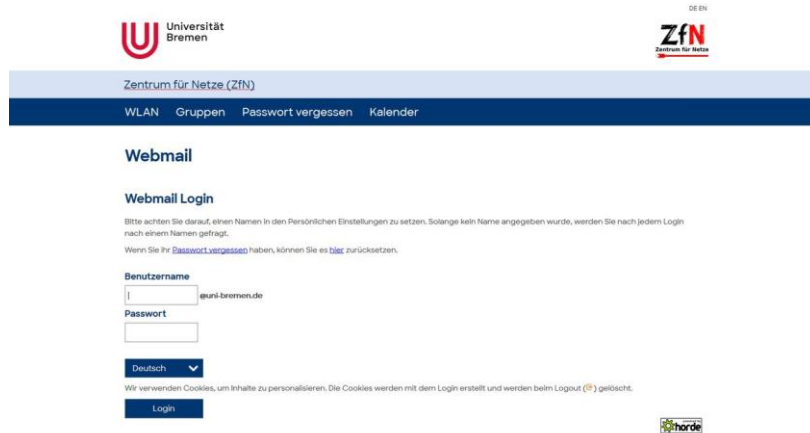 DE EN
Universität
Bremen
ZfN
Zentrum für Netze
Zentrum für Netze (ZfN)
WLAN Gruppen Passwort vergessen Kalender
Webmail
Webmail Login
Bitte achten Sie darauf, einen Namen in den Persönlichen Einstellungen zu setzen. Solange kein Name angegeben wurde, werden Sie nach jedem Login
nach einem Namen gefragt.
Wenn Sie Ihr Passwort vergessen haben, können Sie es hier zurücksetzen.
Benutzername
@uni-bremen.de
Passwort
Deutsch
Wir verwenden Cookies, um Inhalte zu personalisieren. Die Cookies werden mit dem Login erstellt und werden beim Logout () gelöscht.
Login
horde